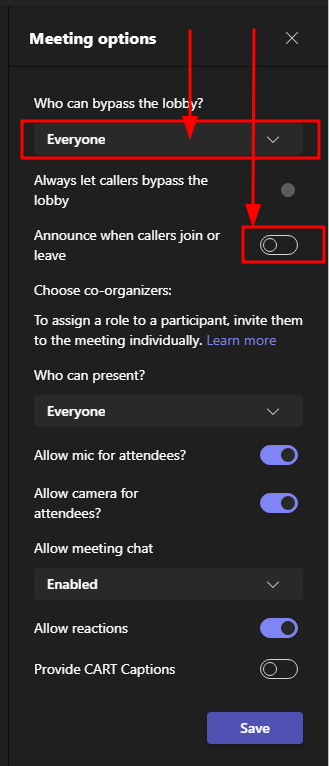 Meeting options
Who can bypass the lobby?
Everyone
Always let callers bypass the
lobby
Announce when callers join or
leave
Choose co-organizers:
To assign a role to a participant, invite them
to the meeting individually. Learn more
Who can present?
Everyone
Allow mic for attendees?
Allow camera for
attendees?
Allow meeting chat
Enabled
Allow reactions
Provide CART Captions
Save